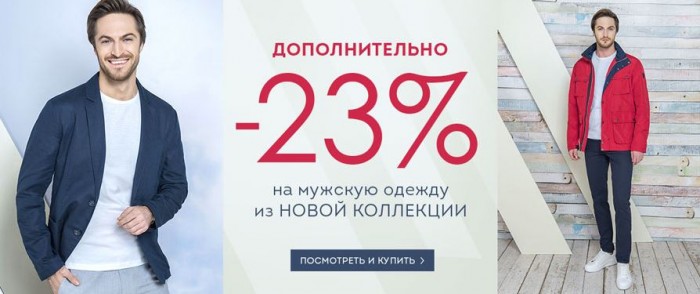 ДОПОЛНИТЕЛЬНО
-23%
на мужскую одежду
из НОВОЙ КОЛЛЕКЦИИ
ПОСМОТРЕТЬ И КУПИТЬ >